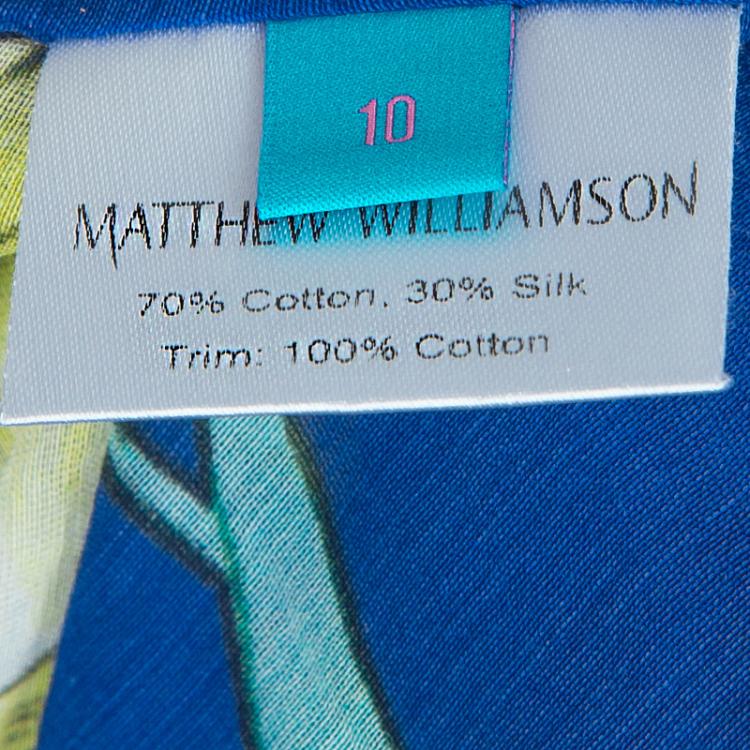 10
MATTHEW WILLIAMSON
70% Cotton, 30% Silk
Trim: 100% Cotton